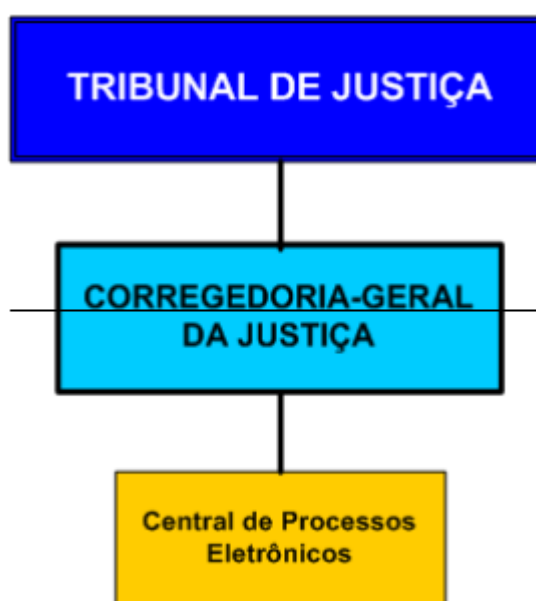 TRIBUNAL DE JUSTIÇA
CORREGEDORIA-GERAL
DA JUSTIÇA
Central de Processos
Eletrônicos